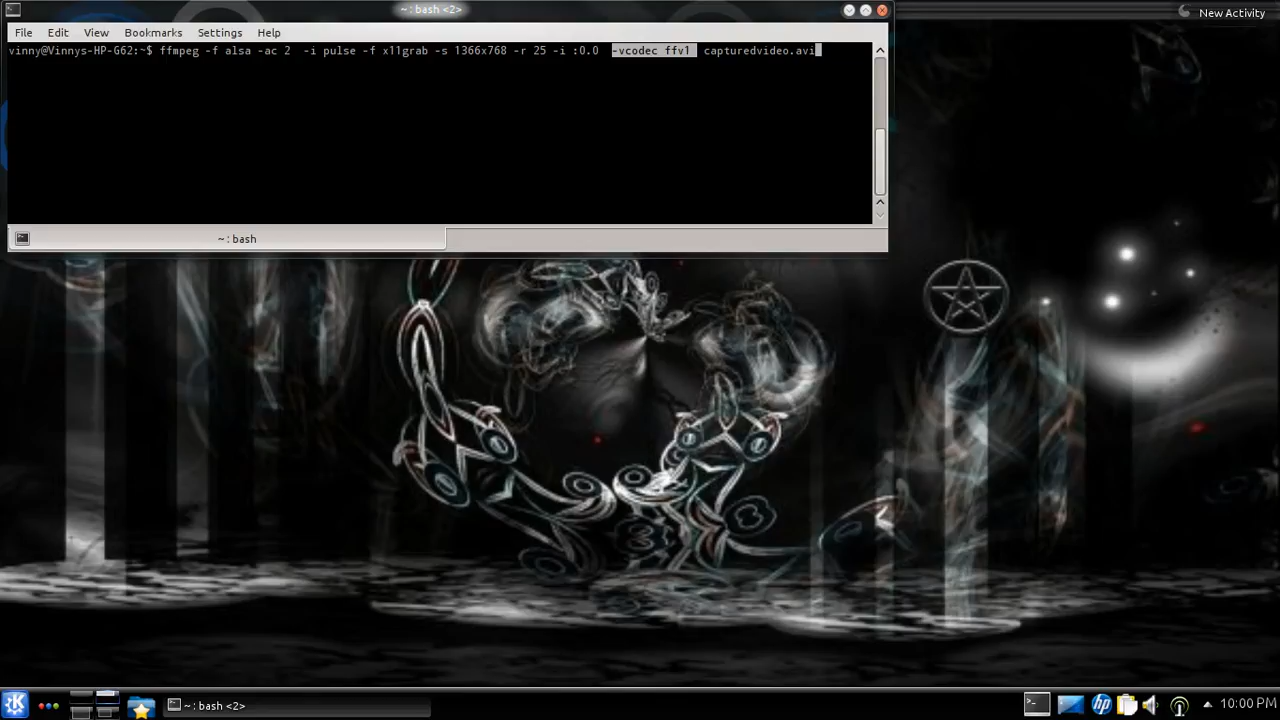 ~ : bash <2>
New Activity
File Edit View Bookmarks Settings Help
vinny@Vinnys-HP-G62:~$ ffmpeg -f alsa -ac 2  -i pulse -f x11grab -s 1366x768 -r 25 -i :0.0  -vcodec ffv1  capturedvideo.avi
~ : bash
~ : bash <2>
hp
10:00 PM